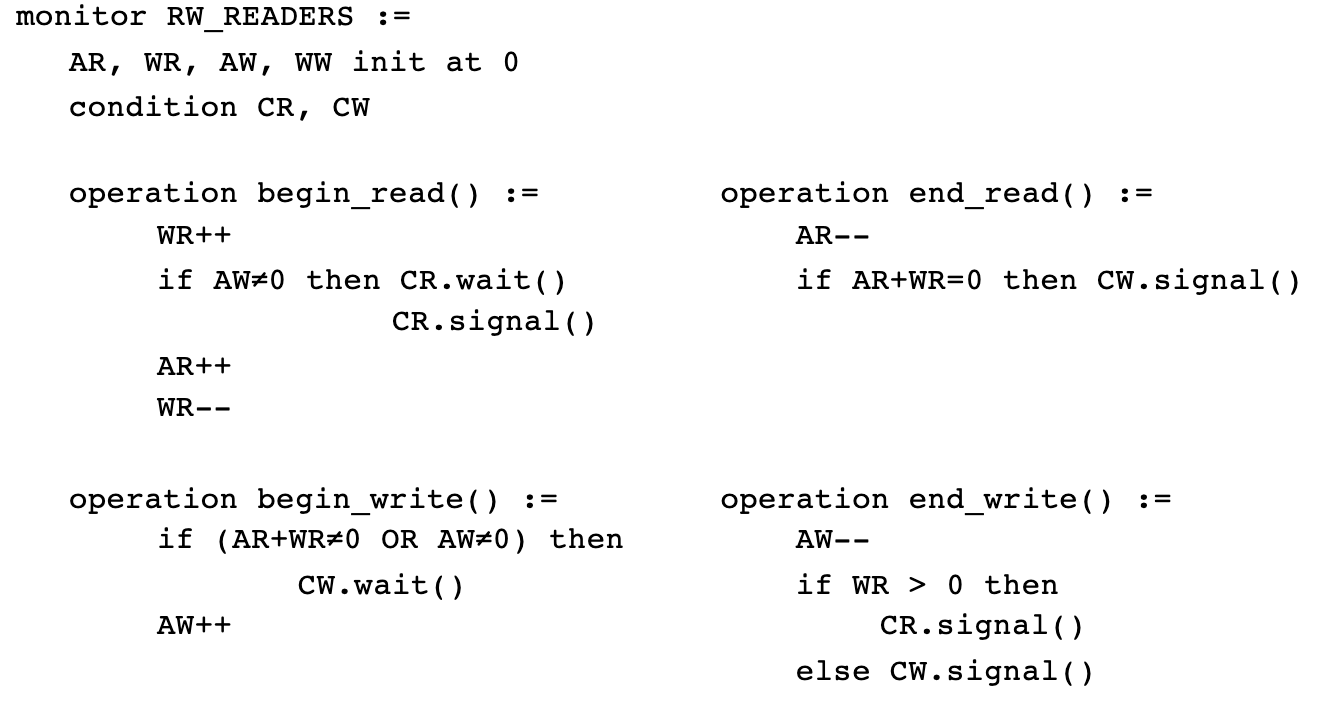 monitor RW_READERS :=
AR, WR, AW, WW init at 0
condition CR, CW
operation begin_read() :=
WR++
if AW≠0 then CR.wait()
CR.signal()
AR++
WR--
operation end_read() :=
AR--
if AR+WR=0 then CW.signal()
operation begin_write() :=
if (AR+WR≠0 OR AW≠0) then
CW.wait()
AW++
operation end_write() :=
AW--
if WR > 0 then
CR.signal()
else CW.signal()